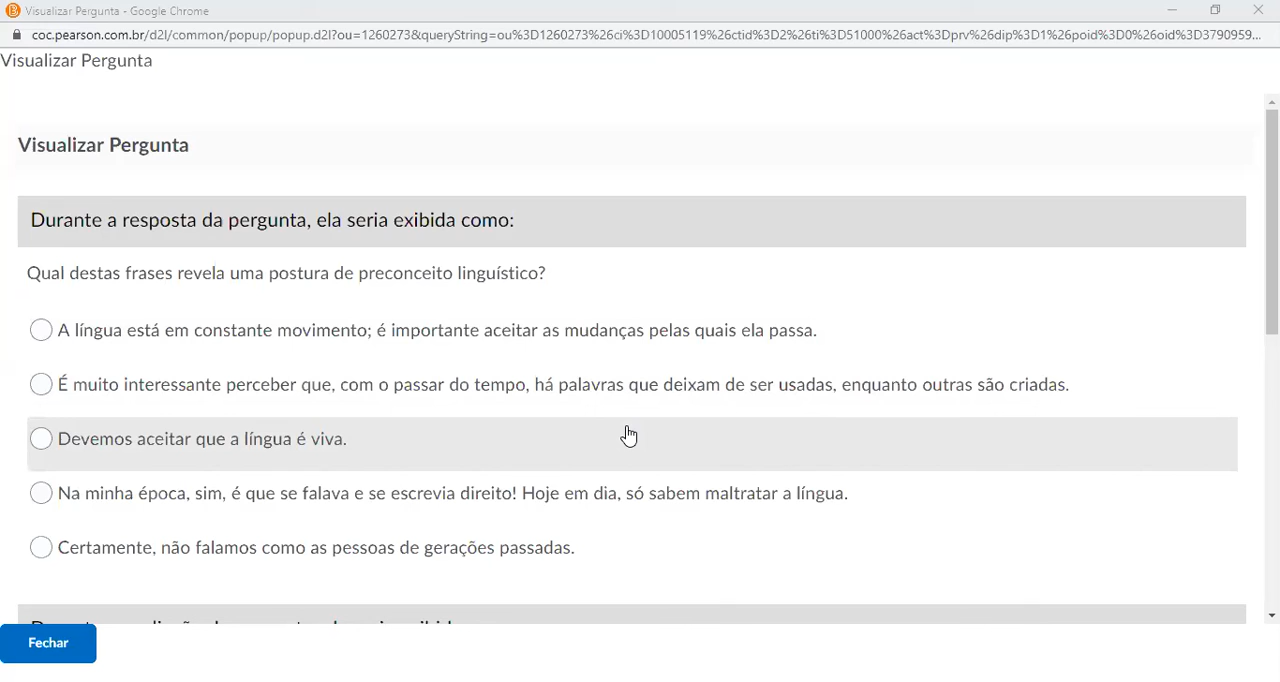 Visualizar Pergunta - Google Chrome
coc.pearson.com.br/d2l/common/popup/popup.d2l?ou=1260273&queryString=ou%3D1260273%26ci%3D10005119%26ctid%3D2%26ti%3D51000%26act%3Dprv%26dip%3D1%26poid%3D0%26oid%3D3790959...
Visualizar Pergunta
Visualizar Pergunta
Durante a resposta da pergunta, ela seria exibida como:
Qual destas frases revela uma postura de preconceito linguístico?
A língua está em constante movimento; é importante aceitar as mudanças pelas quais ela passa.
É muito interessante perceber que, com o passar do tempo, há palavras que deixam de ser usadas, enquanto outras são criadas.
Devemos aceitar que a língua é viva.
Na minha época, sim, é que se falava e se escrevia direito! Hoje em dia, só sabem maltratar a língua.
Certamente, não falamos como as pessoas de gerações passadas.
Fechar